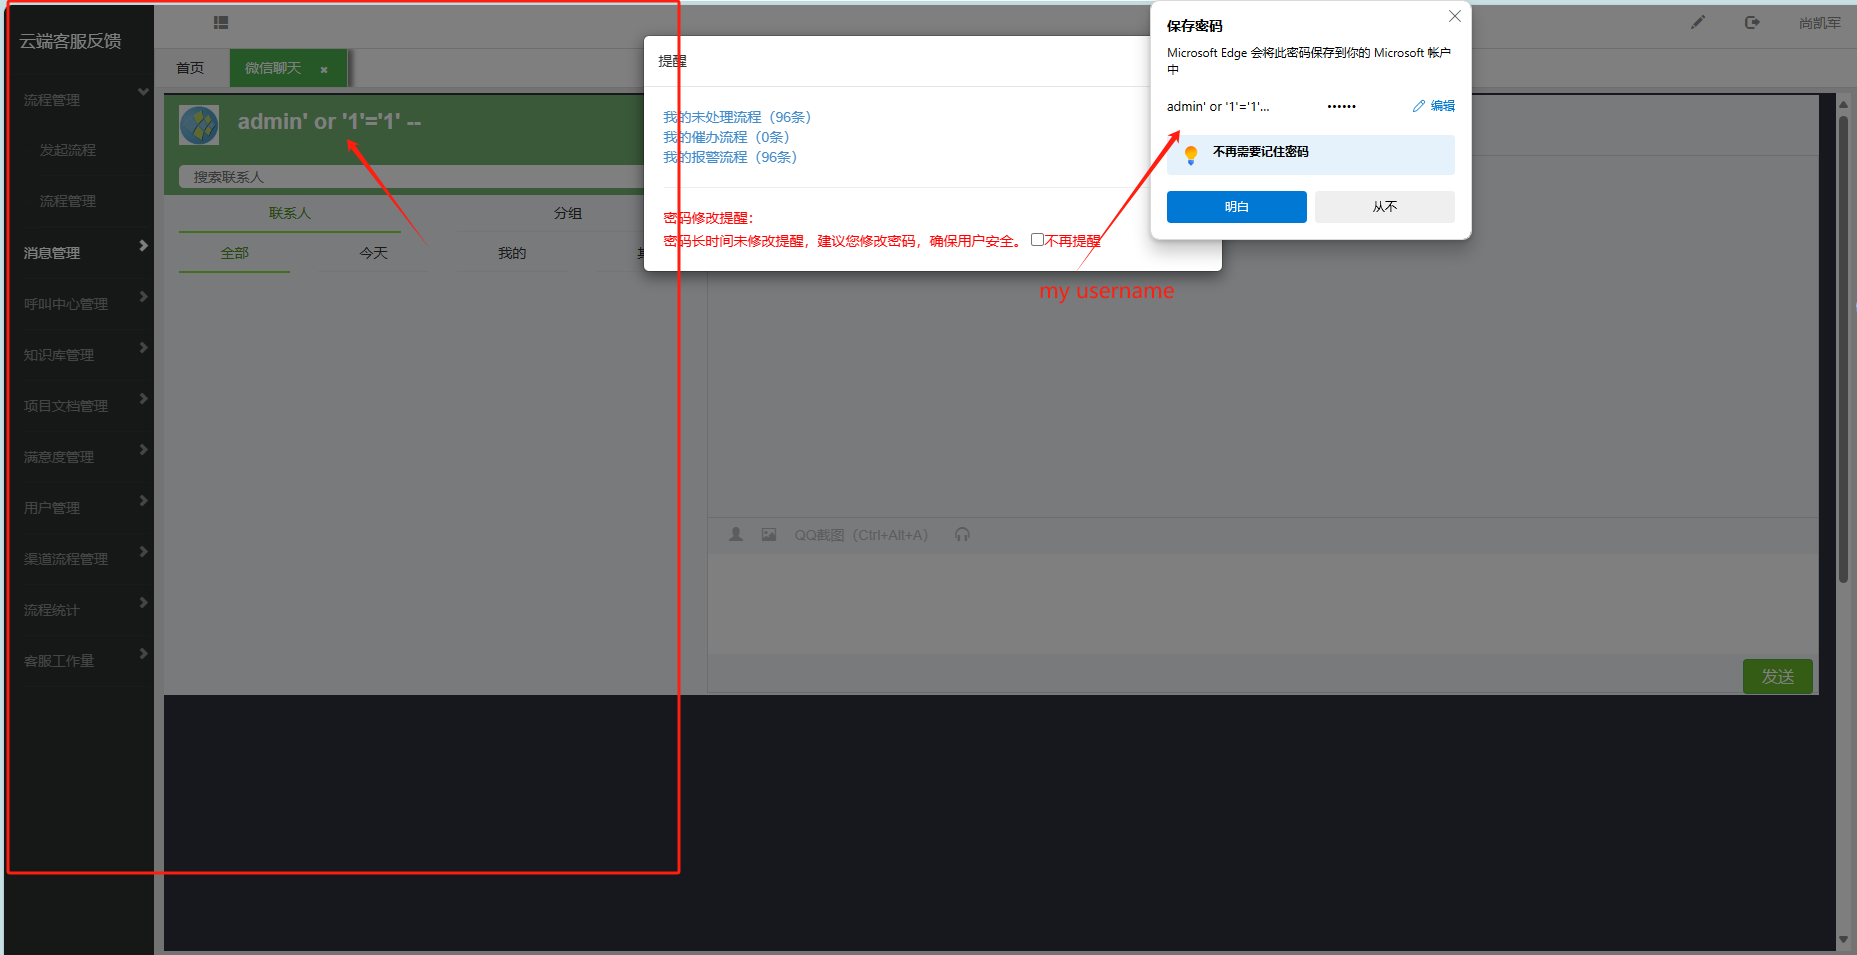 云端客服反馈
尚凯军
首页
微信聊天
流程管理
发起流程
流程管理
消息管理
呼叫中心管理
知识库管理
项目文档管理
满意度管理
用户管理
渠道流程管理
流程统计
客服工作量
admin' or '1'='1' --
搜索联系人
联系人 分组
全部 今天 我的
提醒
我的未处理流程（96条）
我的催办流程（0条）
我的报警流程（96条）
密码修改提醒：
密码长时间未修改提醒，建议您修改密码，确保用户安全。 不再提醒
保存密码
Microsoft Edge 会将此密码保存到你的 Microsoft 帐户
中
admin' or '1'='1'... •••••• 编辑
不再需要记住密码
明白 从不
my username
QQ截图（Ctrl+Alt+A）
发送